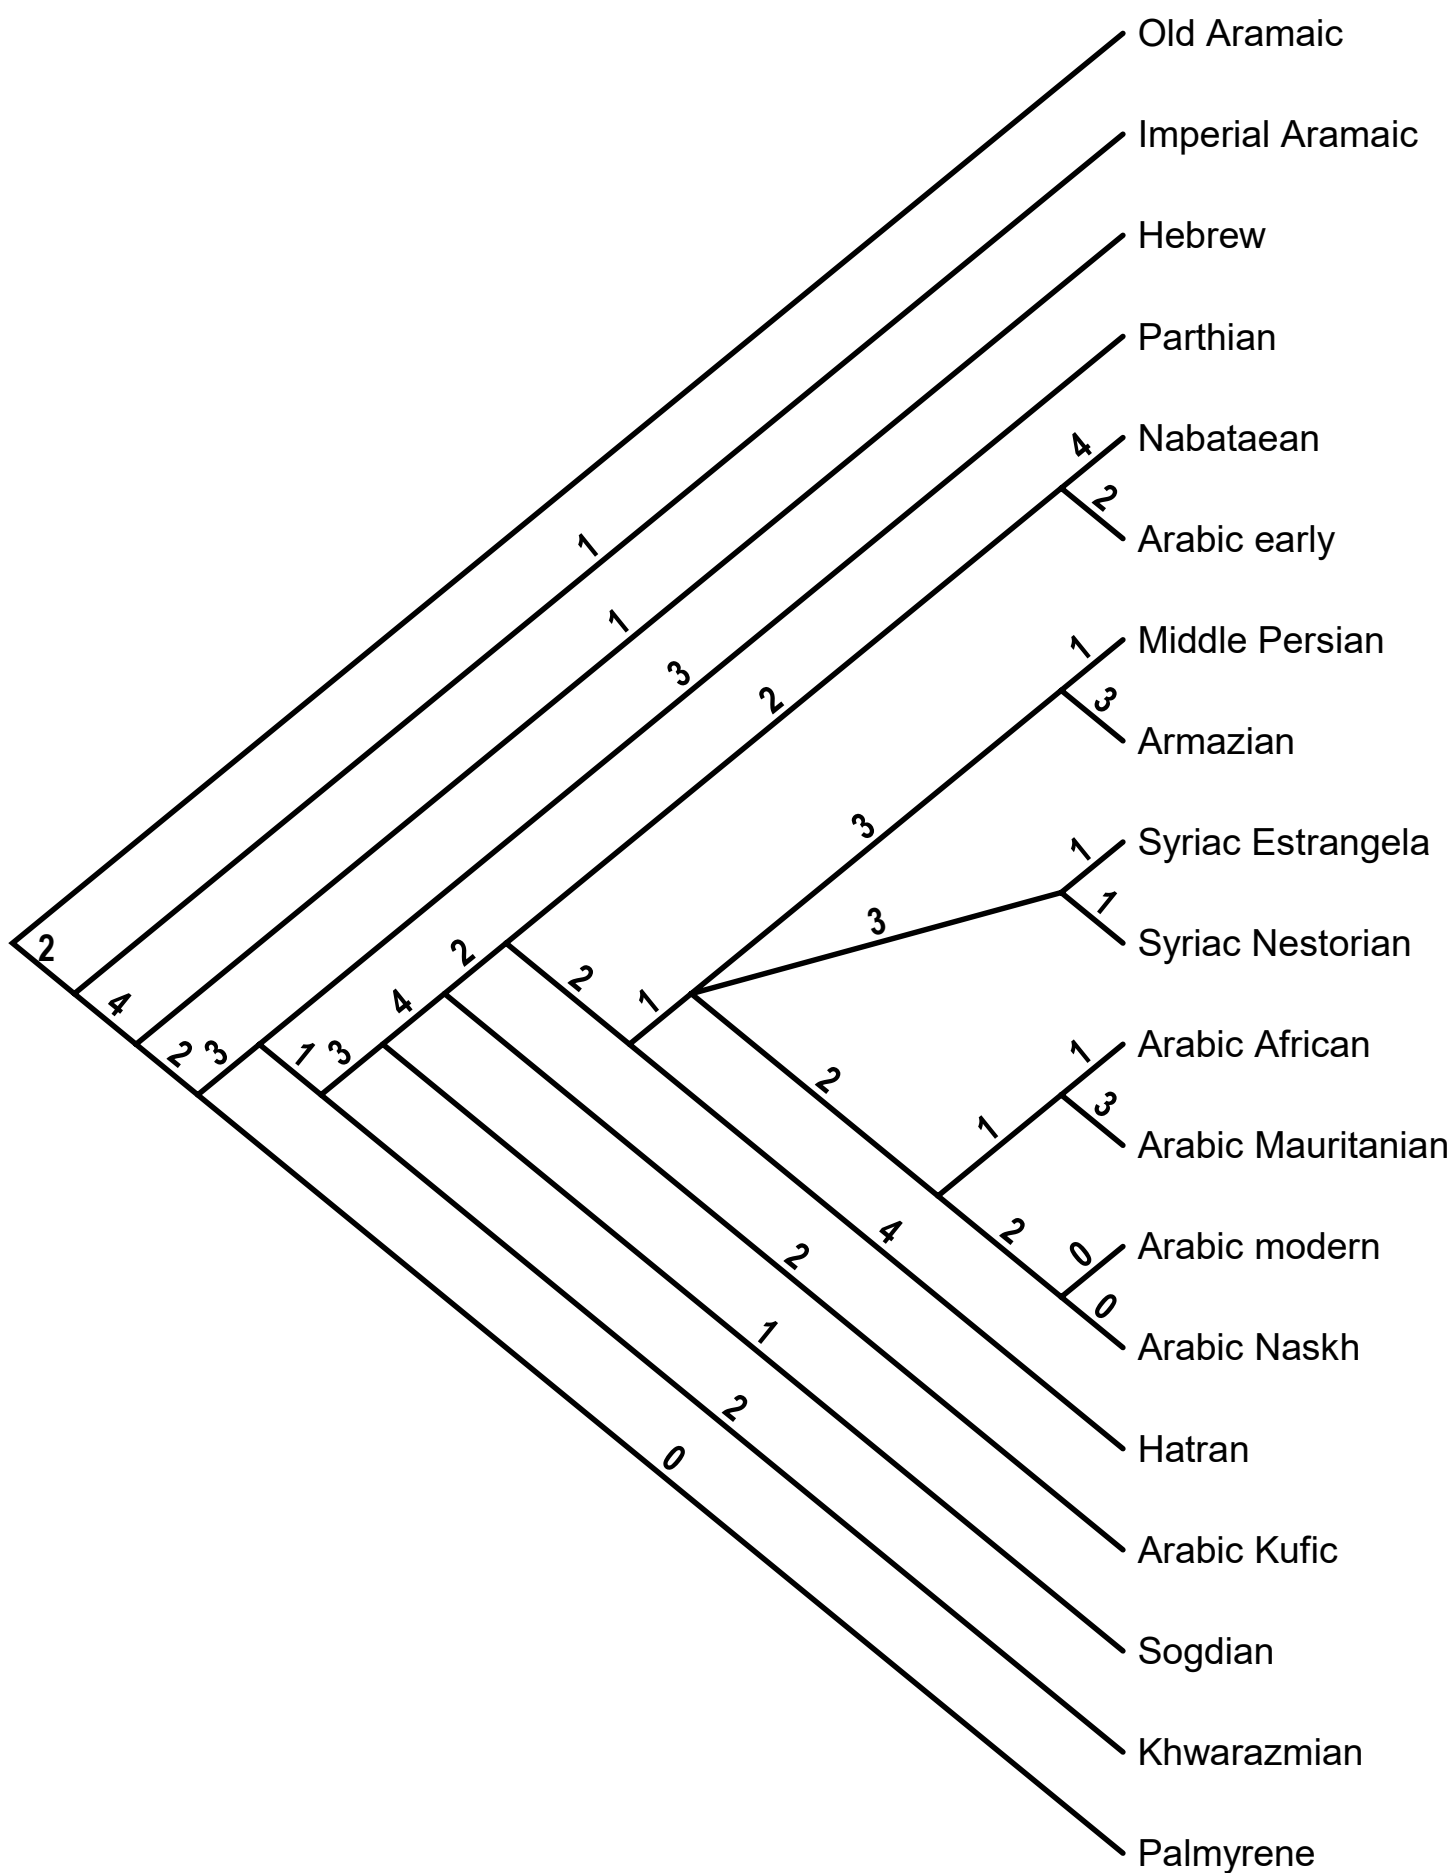 Old Aramaic
Imperial Aramaic
Hebrew
Parthian
4
Nabataean
2
Arabic early
1
1
Middle Persian
1
3
3
Armazian
2
3
1
Syriac Estrangela
3
1
2
Syriac Nestorian
2
2
4
4
1
Arabic African
2
3
1
3
1
2
3
1
Arabic Mauritanian
4
2
0
Arabic modern
2
0
1
Arabic Naskh
2
Hatran
0
Arabic Kufic
Sogdian
Khwarazmian
Palmyrene